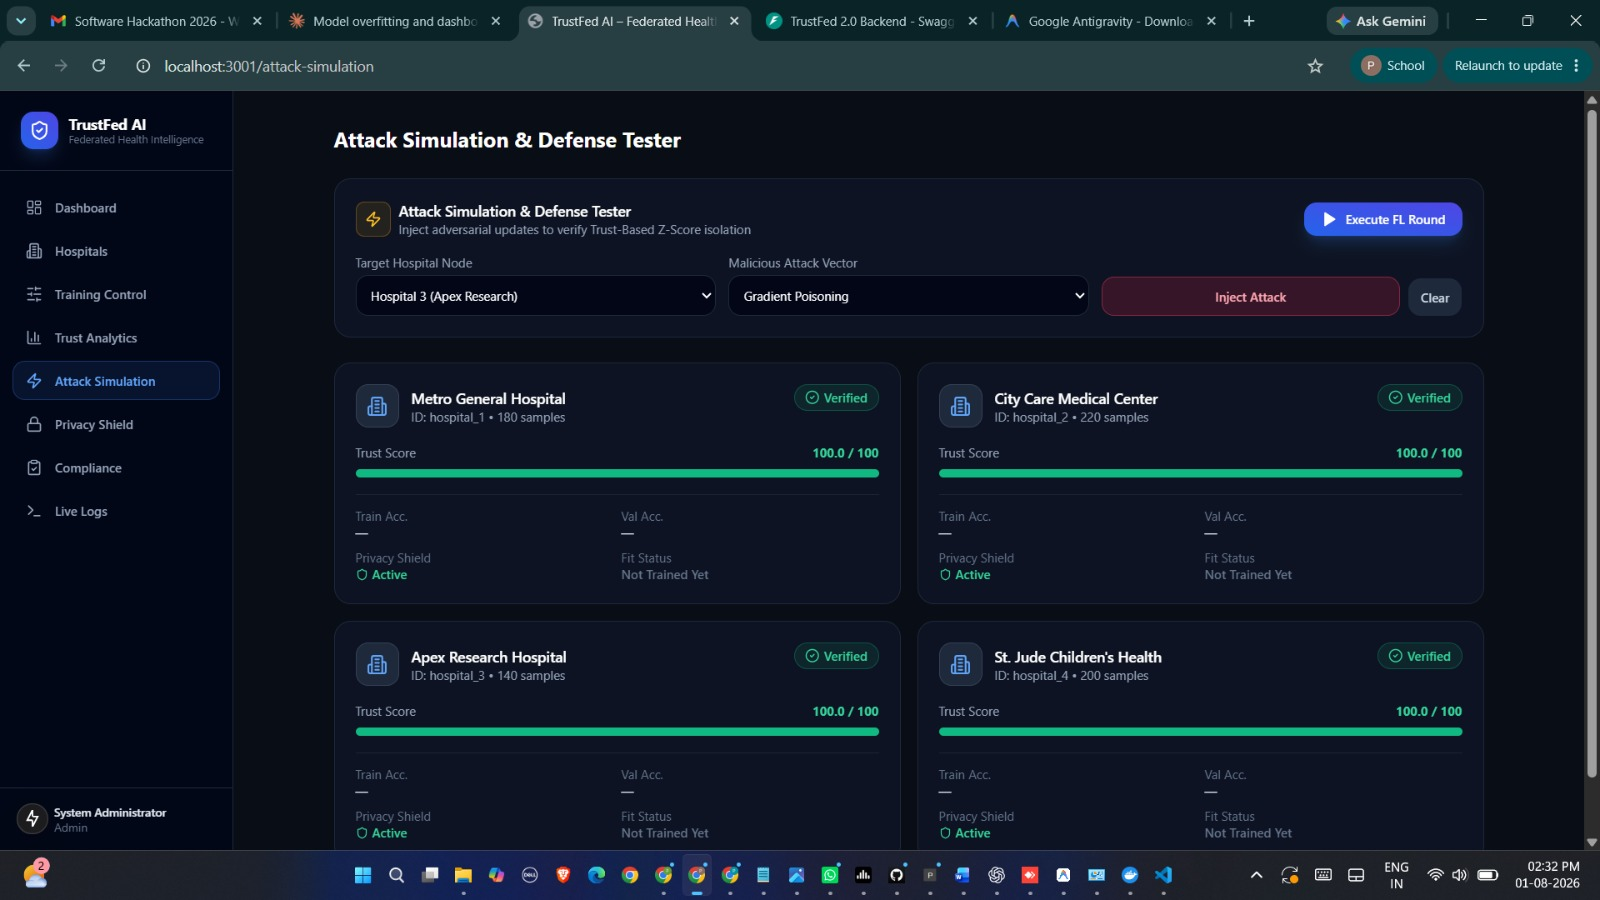 Software Hackathon 2026 - W
Model overfitting and dashbo
TrustFed AI – Federated Healt
TrustFed 2.0 Backend - Swagg
Google Antigravity - Downloa
Ask Gemini
localhost:3001/attack-simulation
P School
Relaunch to update
TrustFed AI
Federated Health Intelligence
Dashboard
Hospitals
Training Control
Trust Analytics
Attack Simulation
Privacy Shield
Compliance
Live Logs
System Administrator
Admin
Attack Simulation & Defense Tester
Attack Simulation & Defense Tester
Inject adversarial updates to verify Trust-Based Z-Score isolation
Execute FL Round
Target Hospital Node
Malicious Attack Vector
Hospital 3 (Apex Research)
Gradient Poisoning
Inject Attack
Clear
Metro General Hospital
ID: hospital_1 • 180 samples
Verified
Trust Score
100.0 / 100
Train Acc.
Val Acc.
—
—
Privacy Shield
Fit Status
Active
Not Trained Yet
City Care Medical Center
ID: hospital_2 • 220 samples
Verified
Trust Score
100.0 / 100
Train Acc.
Val Acc.
—
—
Privacy Shield
Fit Status
Active
Not Trained Yet
Apex Research Hospital
ID: hospital_3 • 140 samples
Verified
Trust Score
100.0 / 100
Train Acc.
Val Acc.
—
—
Privacy Shield
Fit Status
Active
Not Trained Yet
St. Jude Children's Health
ID: hospital_4 • 200 samples
Verified
Trust Score
100.0 / 100
Train Acc.
Val Acc.
—
—
Privacy Shield
Fit Status
Active
Not Trained Yet
2
DELL
P
ENG
IN
02:32 PM
01-08-2026